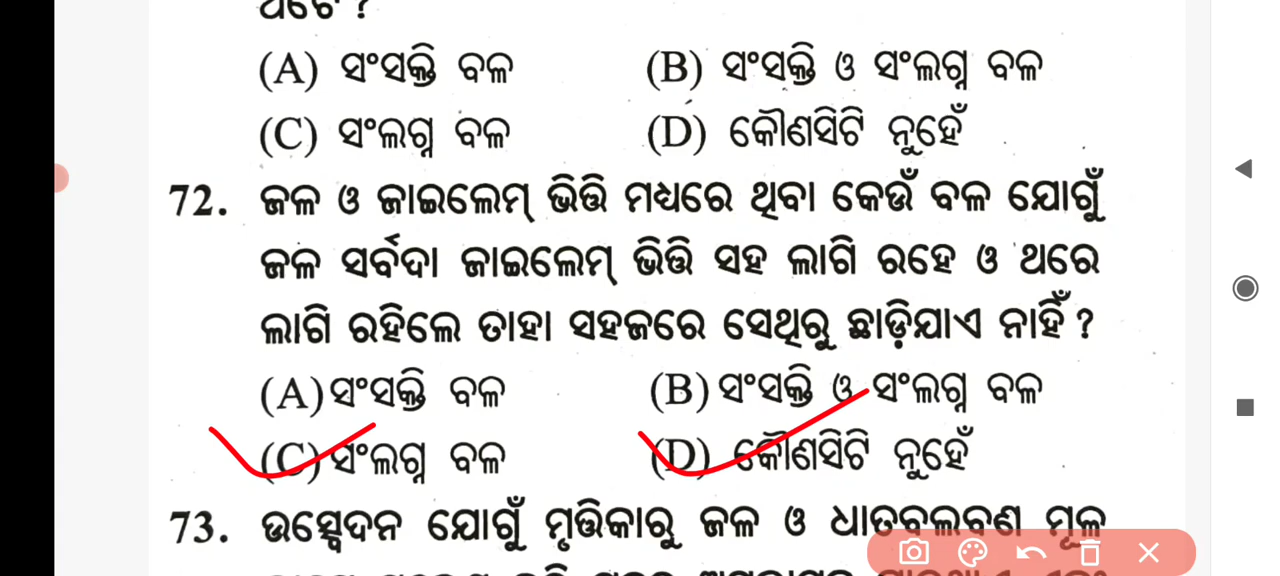 (A) ସଂସକ୍ତି ବଳ (B) ସଂସକ୍ତି ଓ ସଂଲଗ୍ନ ବଳ
(C) ସଂଲଗ୍ନ ବଳ (D) କୌଣସିଟି ନୁହେଁ
72. ଜଳ ଓ ଜାଇଲେମ୍ ଭିତ୍ତି ମଧ୍ୟରେ ଥିବା କେଉଁ ବଳ ଯୋଗୁଁ
ଜଳ ସର୍ବଦା ଜାଇଲେମ୍ ଭିତ୍ତି ସହ ଲାଗି ରହେ ଓ ଥରେ
ଲାଗି ରହିଲେ ତାହା ସହଜରେ ସେଥିରୁ ଛାଡ଼ିଯାଏ ନାହିଁ ?
(A) ସଂସକ୍ତି ବଳ (B) ସଂସକ୍ତି ଓ ସଂଲଗ୍ନ ବଳ
(C) ସଂଲଗ୍ନ ବଳ (D) କୌଣସିଟି ନୁହେଁ
73. ଉତ୍ସ୍ୱେଦନ ଯୋଗୁଁ ମୃତ୍ତିକାରୁ ଜଳ ଓ ଧାତବଲବଣ ମୂଳ